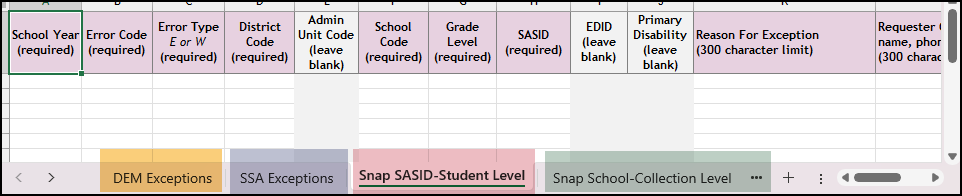 School Year
(required)
Error Code
(required)
Error Type
E or W
(required)
District
Code
(required)
Admin
Unit Code
(leave
blank)
School
Code
(required)
Grade
Level
(required)
SASID
(required)
EDID
(leave
blank)
Primary
Disability
(leave
blank)
Reason For Exception
(300 character limit)
Requester
name, phor
(300 charac
DEM Exceptions
SSA Exceptions
Snap SASID-Student Level
Snap School-Collection Level